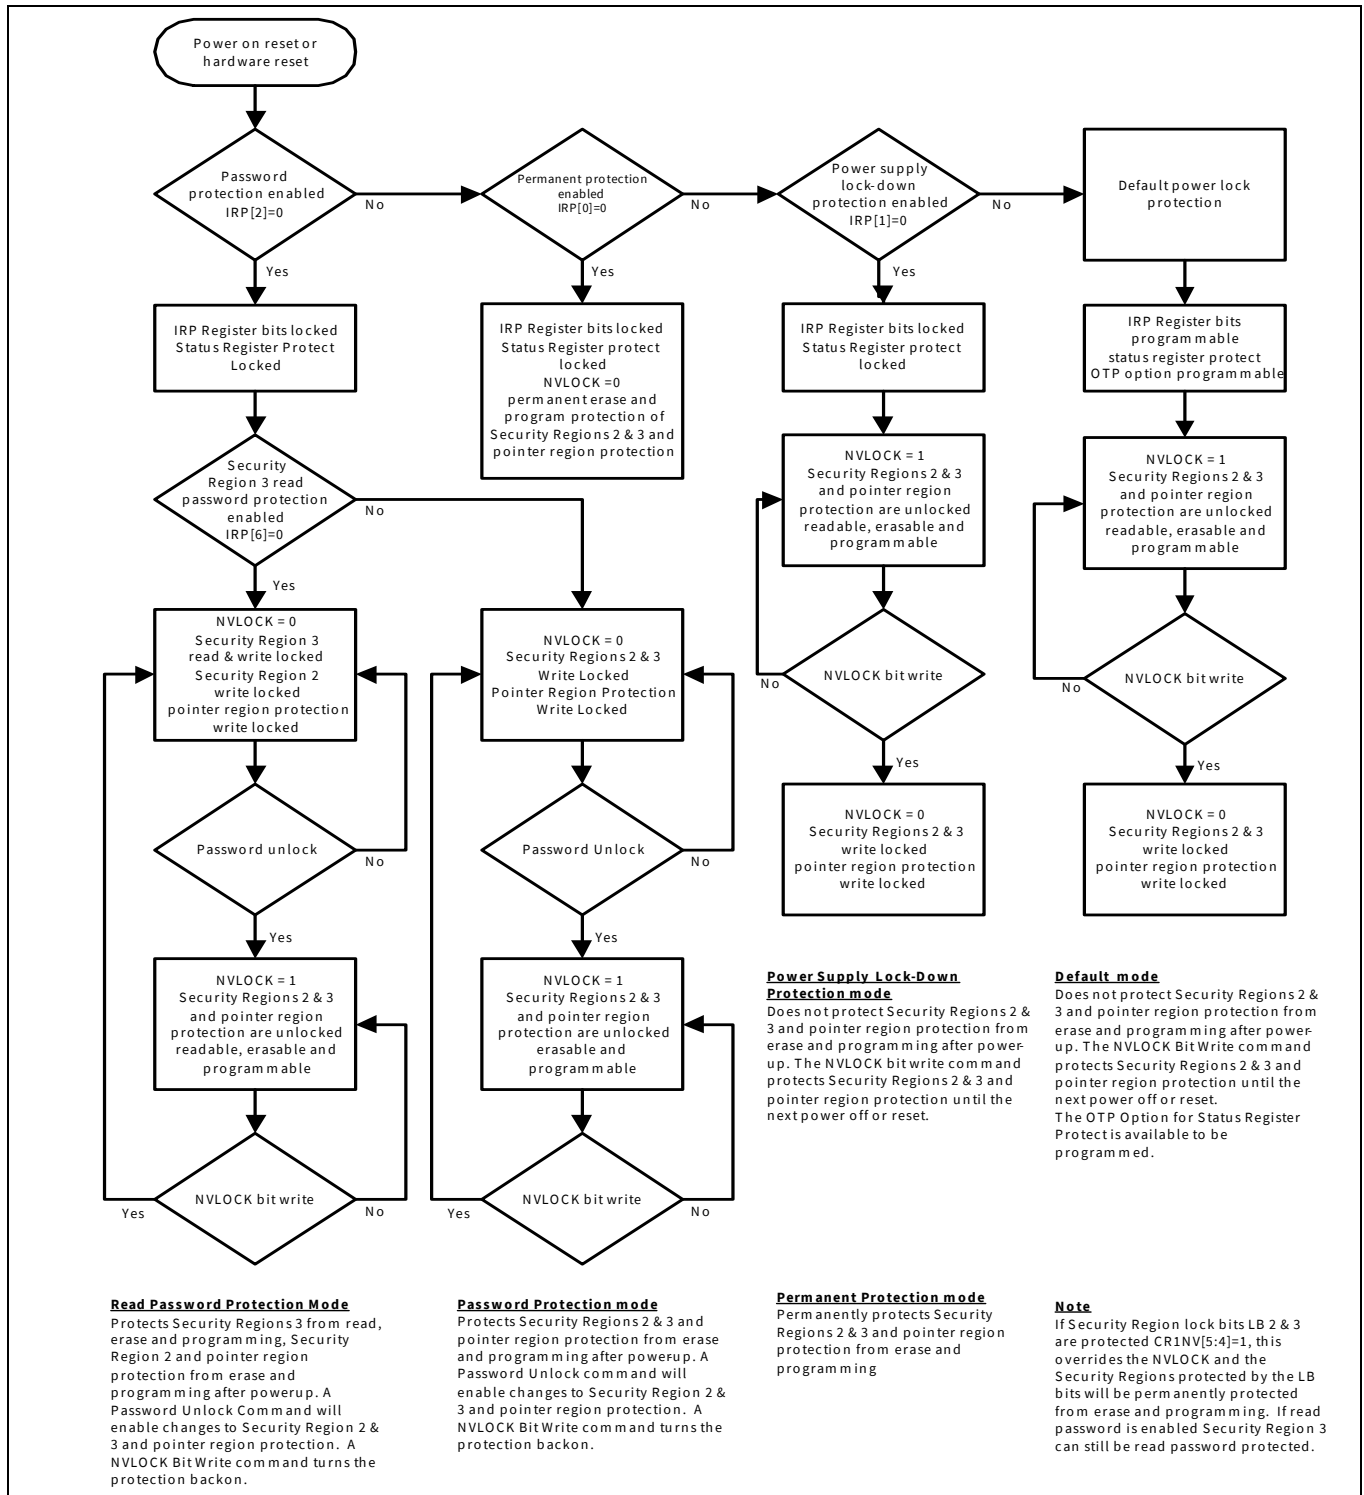 Power on reset or
hardware reset
Password
protection enabled
IRP[2]=0
No
Permanent protection
enabled
IRP[0]=0
No
Power supply
lock-down
protection enabled
IRP[1]=0
No
Default power lock
protection
Yes
Yes
Yes
IRP Register bits locked
Status Register Protect
Locked
IRP Register bits locked
Status Register protect
locked
NVLOCK =0
permanent erase and
program protection of
Security Regions 2 & 3 and
pointer region protection
IRP Register bits locked
Status Register protect
locked
IRP Register bits
programmable
status register protect
OTP option programmable
Security
Region 3 read
password protection
enabled
IRP[6]=0
No
Yes
NVLOCK = 1
Security Regions 2 & 3
and pointer region
protection are unlocked
readable, erasable and
programmable
NVLOCK = 1
Security Regions 2 & 3
and pointer region
protection are unlocked
readable, erasable and
programmable
NVLOCK = 0
Security Region 3
read & write locked
Security Region 2
write locked
pointer region protection
write locked
NVLOCK = 0
Security Regions 2 & 3
Write Locked
Pointer Region Protection
Write Locked
NVLOCK bit write
No
Yes
NVLOCK bit write
No
Yes
Password unlock
No
Yes
Password Unlock
No
Yes
NVLOCK = 0
Security Regions 2 & 3
write locked
pointer region protection
write locked
NVLOCK = 0
Security Regions 2 & 3
write locked
pointer region protection
write locked
NVLOCK = 1
Security Regions 2 & 3
and pointer region
protection are unlocked
readable, erasable and
programmable
NVLOCK = 1
Security Regions 2 & 3
and pointer region
protection are unlocked
erasable and
programmable
NVLOCK bit write
Yes
No
NVLOCK bit write
Yes
No
Power Supply Lock-Down
Protection mode
Does not protect Security Regions 2 &
3 and pointer region protection from
erase and programming after power-
up. The NVLOCK bit write command
protects Security Regions 2 & 3 and
pointer region protection until the
next power off or reset.
Default mode
Does not protect Security Regions 2 &
3 and pointer region protection from
erase and programming after power-
up. The NVLOCK Bit Write command
protects Security Regions 2 & 3 and
pointer region protection until the
next power off or reset.
The OTP Option for Status Register
Protect is available to be
programmed.
Read Password Protection Mode
Protects Security Regions 3 from read,
erase and programming, Security
Region 2 and pointer region
protection from erase and
programming after powerup. A
Password Unlock Command will
enable changes to Security Region 2 &
3 and pointer region protection. A
NVLOCK Bit Write command turns the
protection backon.
Password Protection mode
Protects Security Regions 2 & 3 and
pointer region protection from erase
and programming after powerup. A
Password Unlock command will
enable changes to Security Region 2 &
3 and pointer region protection. A
NVLOCK Bit Write command turns the
protection backon.
Permanent Protection mode
Permanently protects Security
Regions 2 & 3 and pointer region
protection from erase and
programming
Note
If Security Region lock bits LB 2 & 3
are protected CR1NV[5:4]=1, this
overrides the NVLOCK and the
Security Regions protected by the LB
bits will be permanently protected
from erase and programming. If read
password is enabled Security Region 3
can still be read password protected.